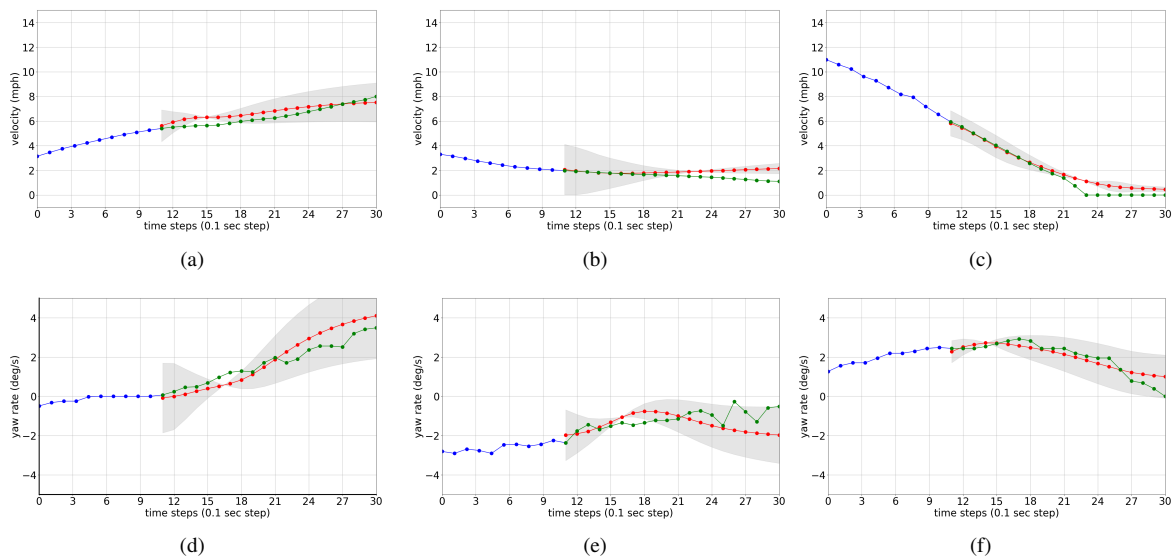 14
12
10
8
6
4
2
0
velocity (mph)
0 3 6 9 12 15 18 21 24 27 30
time steps (0.1 sec step)
(a)
14
12
10
8
6
4
2
0
velocity (mph)
0 3 6 9 12 15 18 21 24 27 30
time steps (0.1 sec step)
(b)
14
12
10
8
6
4
2
0
velocity (mph)
0 3 6 9 12 15 18 21 24 27 30
time steps (0.1 sec step)
(c)
4
2
0
−2
−4
yaw rate (deg/s)
0 3 6 9 12 15 18 21 24 27 30
time steps (0.1 sec step)
(d)
4
2
0
−2
−4
yaw rate (deg/s)
0 3 6 9 12 15 18 21 24 27 30
time steps (0.1 sec step)
(e)
4
2
0
−2
−4
yaw rate (deg/s)
0 3 6 9 12 15 18 21 24 27 30
time steps (0.1 sec step)
(f)